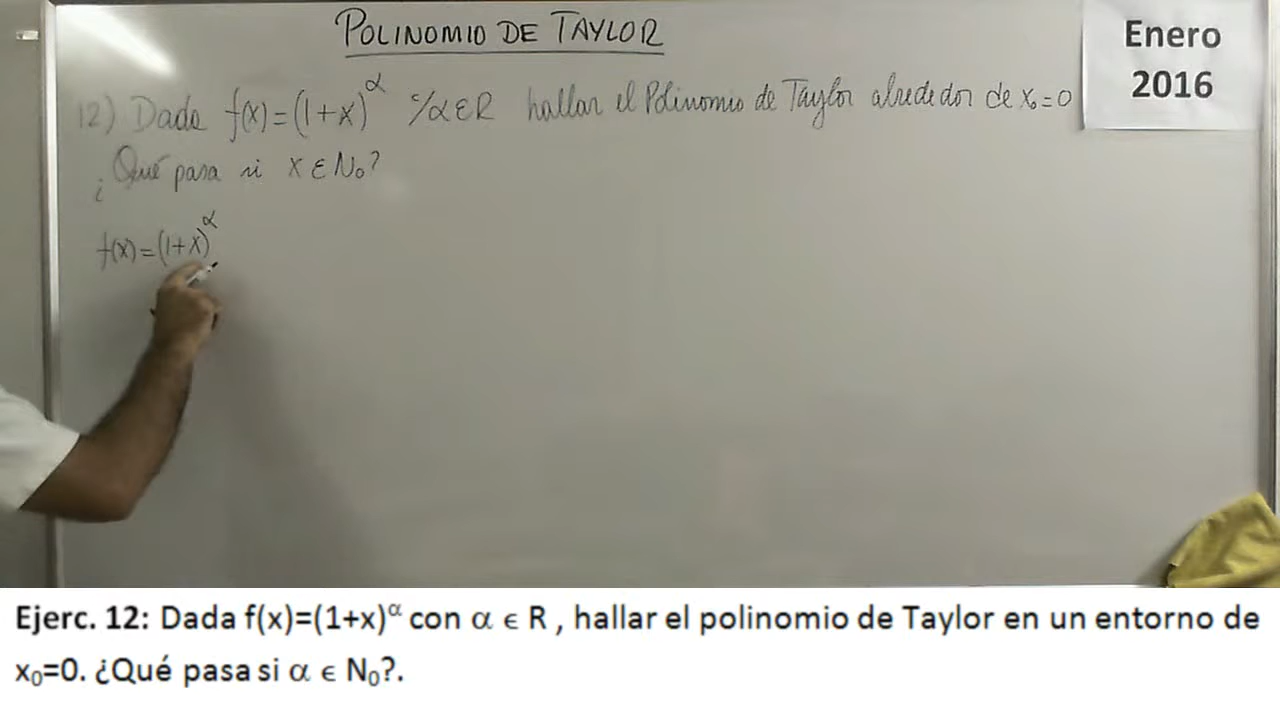 POLINOMIO DE TAYLOR
Enero
2016
12) Dada f(x)=(1+x)^α c/α∈R hallar el Polinomio de Taylor alrededor de x₀=0
¿Qué pasa si x∈N₀?
f(x)=(1+x)^α
Ejerc. 12: Dada f(x)=(1+x)^α con α ∈ R , hallar el polinomio de Taylor en un entorno de
x₀=0. ¿Qué pasa si α ∈ N₀?.